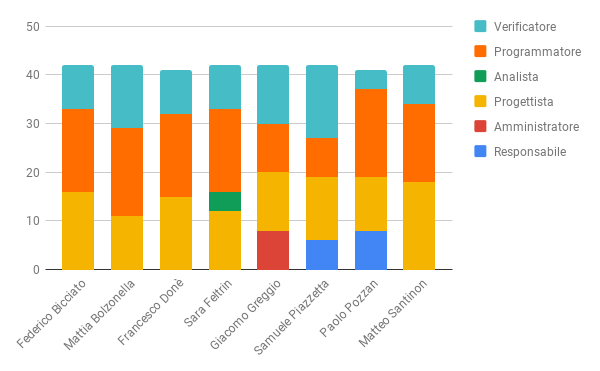 50
40
30
20
10
0
Federico Bicciato
Mattia Bolzonella
Francesco Donè
Sara Feltrin
Giacomo Greggio
Samuele Piazzetta
Paolo Pozzan
Matteo Santinon
Verificatore
Programmatore
Analista
Progettista
Amministratore
Responsabile